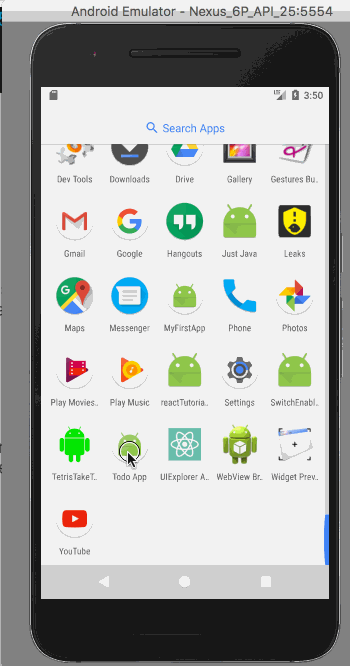 Android Emulator - Nexus_6P_API_25:5554
LTE 3:50
Search Apps
Dev Tools Downloads Drive Gallery Gestures Bu..
Gmail Google Hangouts Just Java Leaks
Maps Messenger MyFirstApp Phone Photos
Play Movies.. Play Music reactTutoria.. Settings SwitchEnabl..
TetrisTakeT.. Todo App UIExplorer A.. WebView Br.. Widget Prev..
YouTube